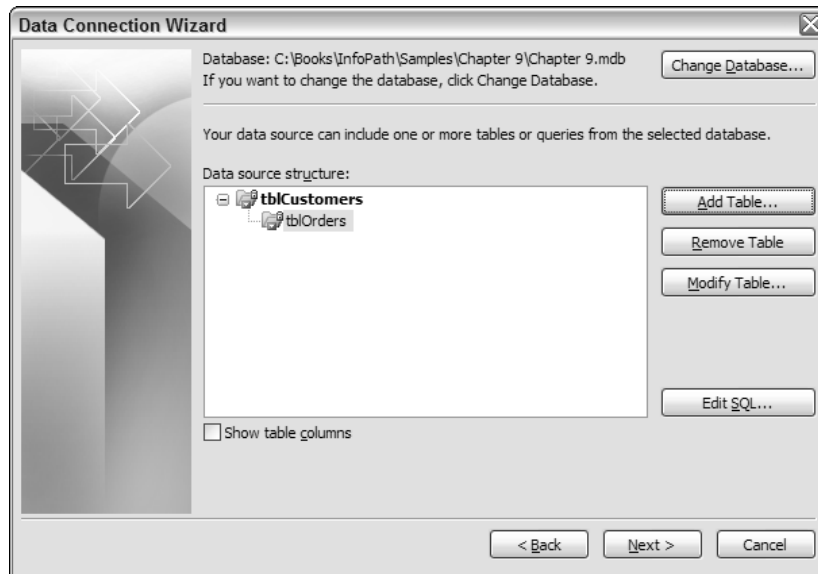 Data Connection Wizard
Database: C:\Books\InfoPath\Samples\Chapter 9\Chapter 9.mdb
If you want to change the database, click Change Database.
Change Database...
Your data source can include one or more tables or queries from the selected database.
Data source structure:
tblCustomers
tblOrders
Add Table...
Remove Table
Modify Table...
Edit SQL...
Show table columns
< Back
Next >
Cancel